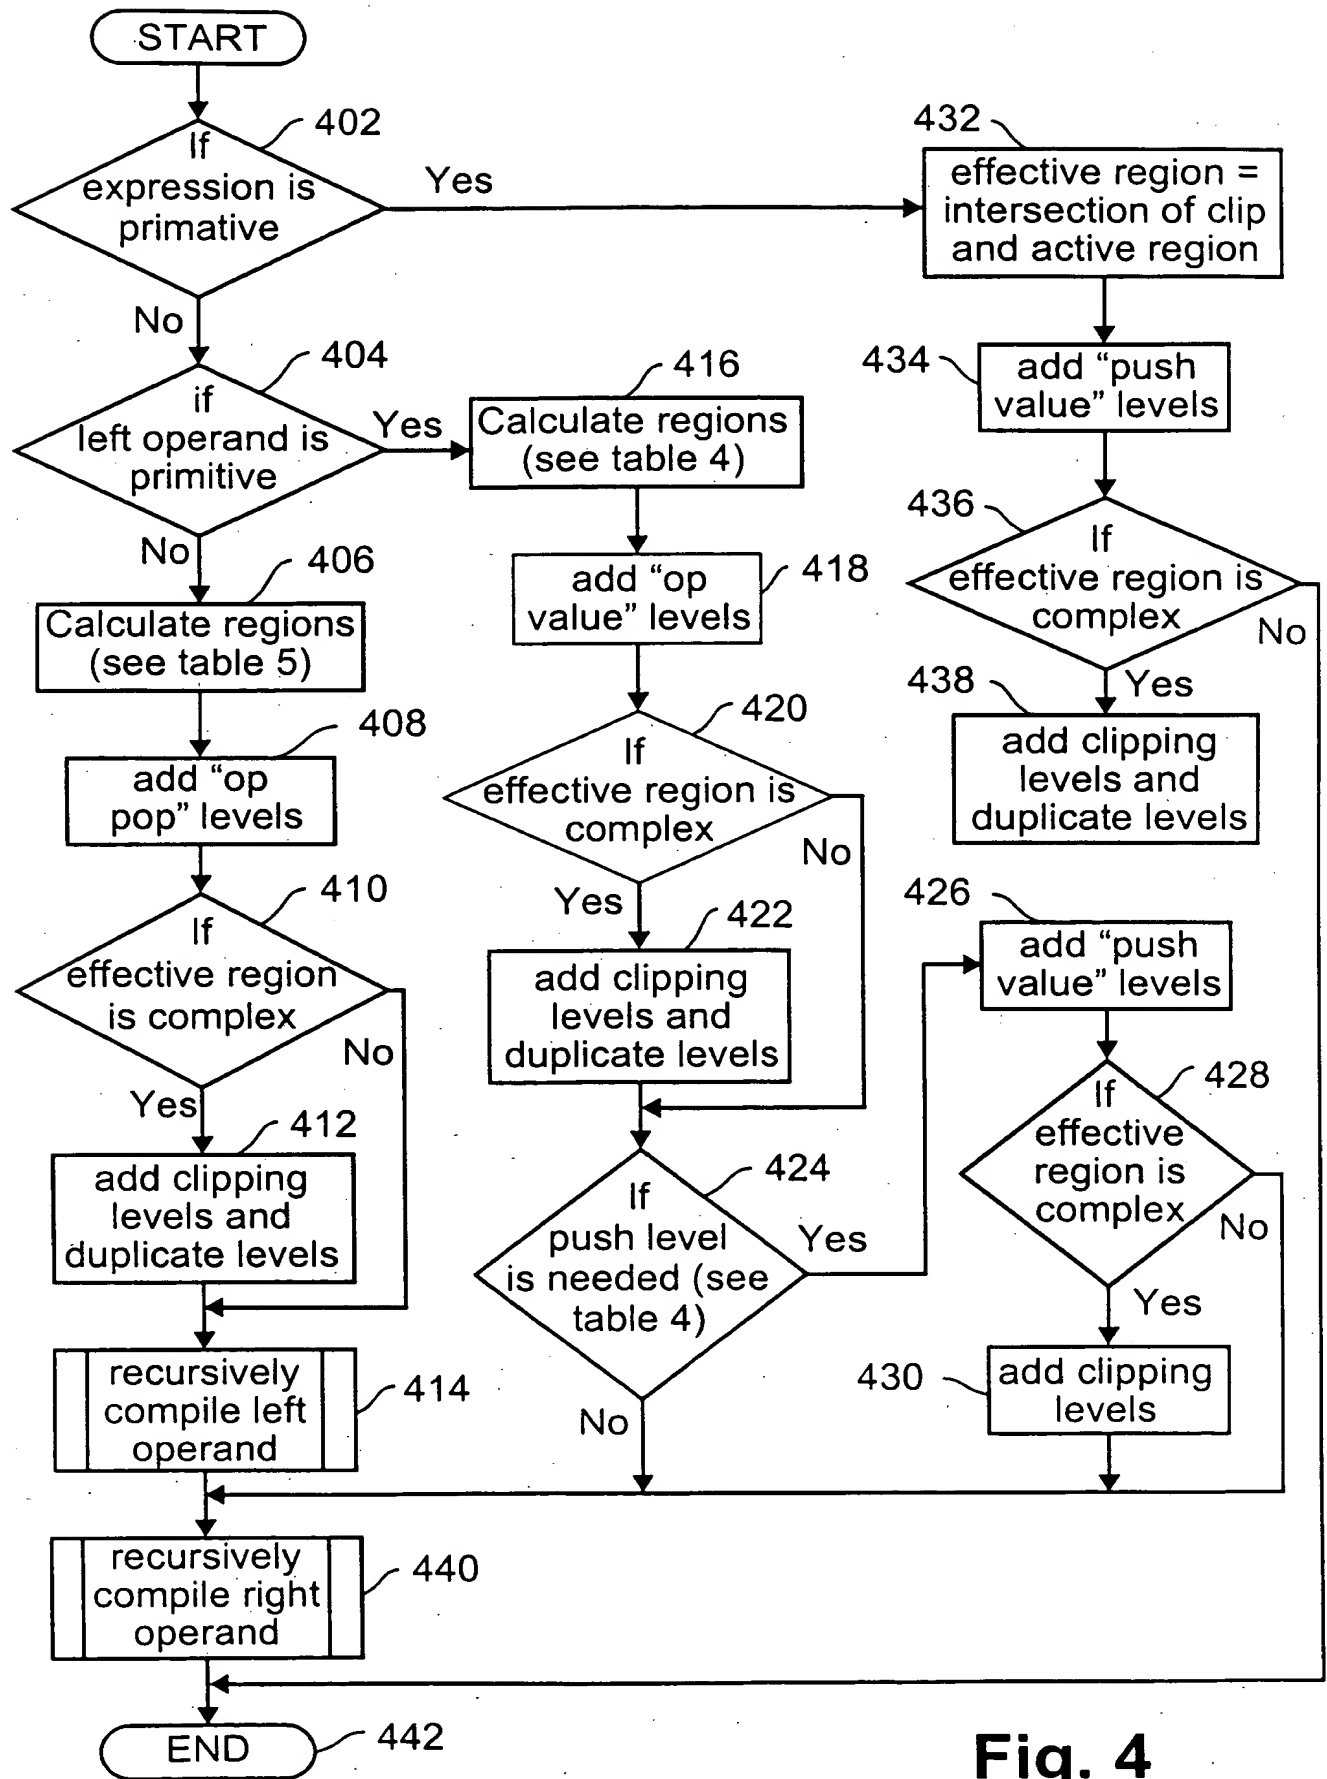 START
402
If
expression is
primative
Yes
No
432
effective region =
intersection of clip
and active region
434
add “push
value” levels
436
If
effective region is
complex
No
Yes
438
add clipping
levels and
duplicate levels
404
if
left operand is
primitive
Yes
No
416
Calculate regions
(see table 4)
418
add “op
value” levels
420
If
effective region is
complex
No
Yes
422
add clipping
levels and
duplicate levels
424
If
push level
is needed (see
table 4)
Yes
No
426
add “push
value” levels
428
If
effective
region is
complex
No
Yes
430
add clipping
levels
406
Calculate regions
(see table 5)
408
add “op
pop” levels
410
If
effective region
is complex
No
Yes
412
add clipping
levels and
duplicate levels
414
recursively
compile left
operand
440
recursively
compile right
operand
END
442
Fig. 4